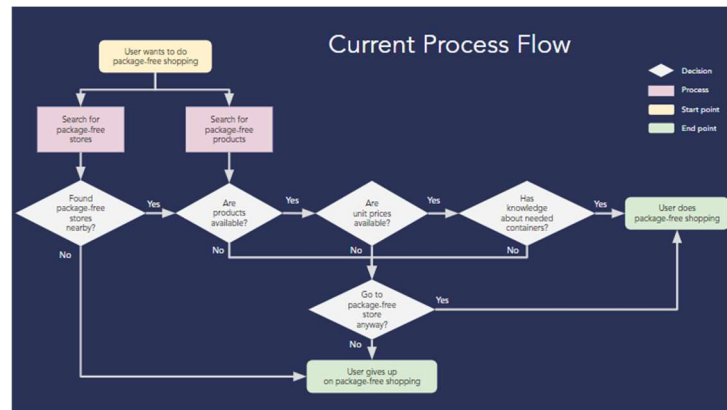 Current Process Flow
User wants to do
package-free shopping
Decision
Process
Start point
End point
Search for
package-free
stores
Search for
package-free
products
Found
package-free
stores
nearby?
Yes
Are
products
available?
Yes
Are
unit prices
available?
Yes
Has
knowledge
about needed
containers?
Yes
User does
package-free shopping
No
No
No
No
Go to
package-free
store
anyway?
Yes
No
User gives up
on package-free shopping